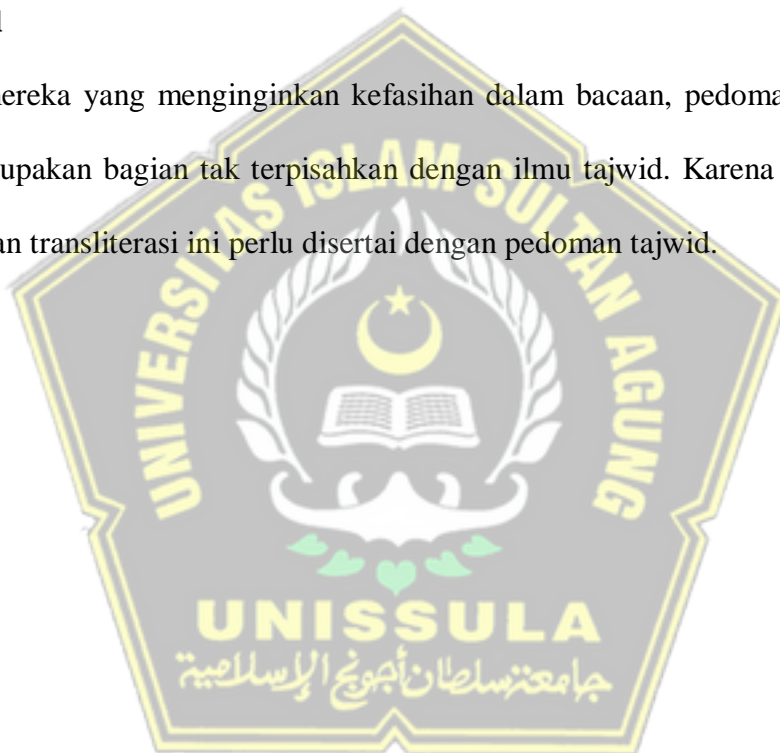 ereka yang menginginkan kefasihan dalam bacaan, pedoma
upakan bagian tak terpisahkan dengan ilmu tajwid. Karena
an transliterasi ini perlu disertai dengan pedoman tajwid.
UNIVERSITAS ISLAM SULTAN AGUNG
UNISSULA
جامعة سلطان أجونج الإسلامية